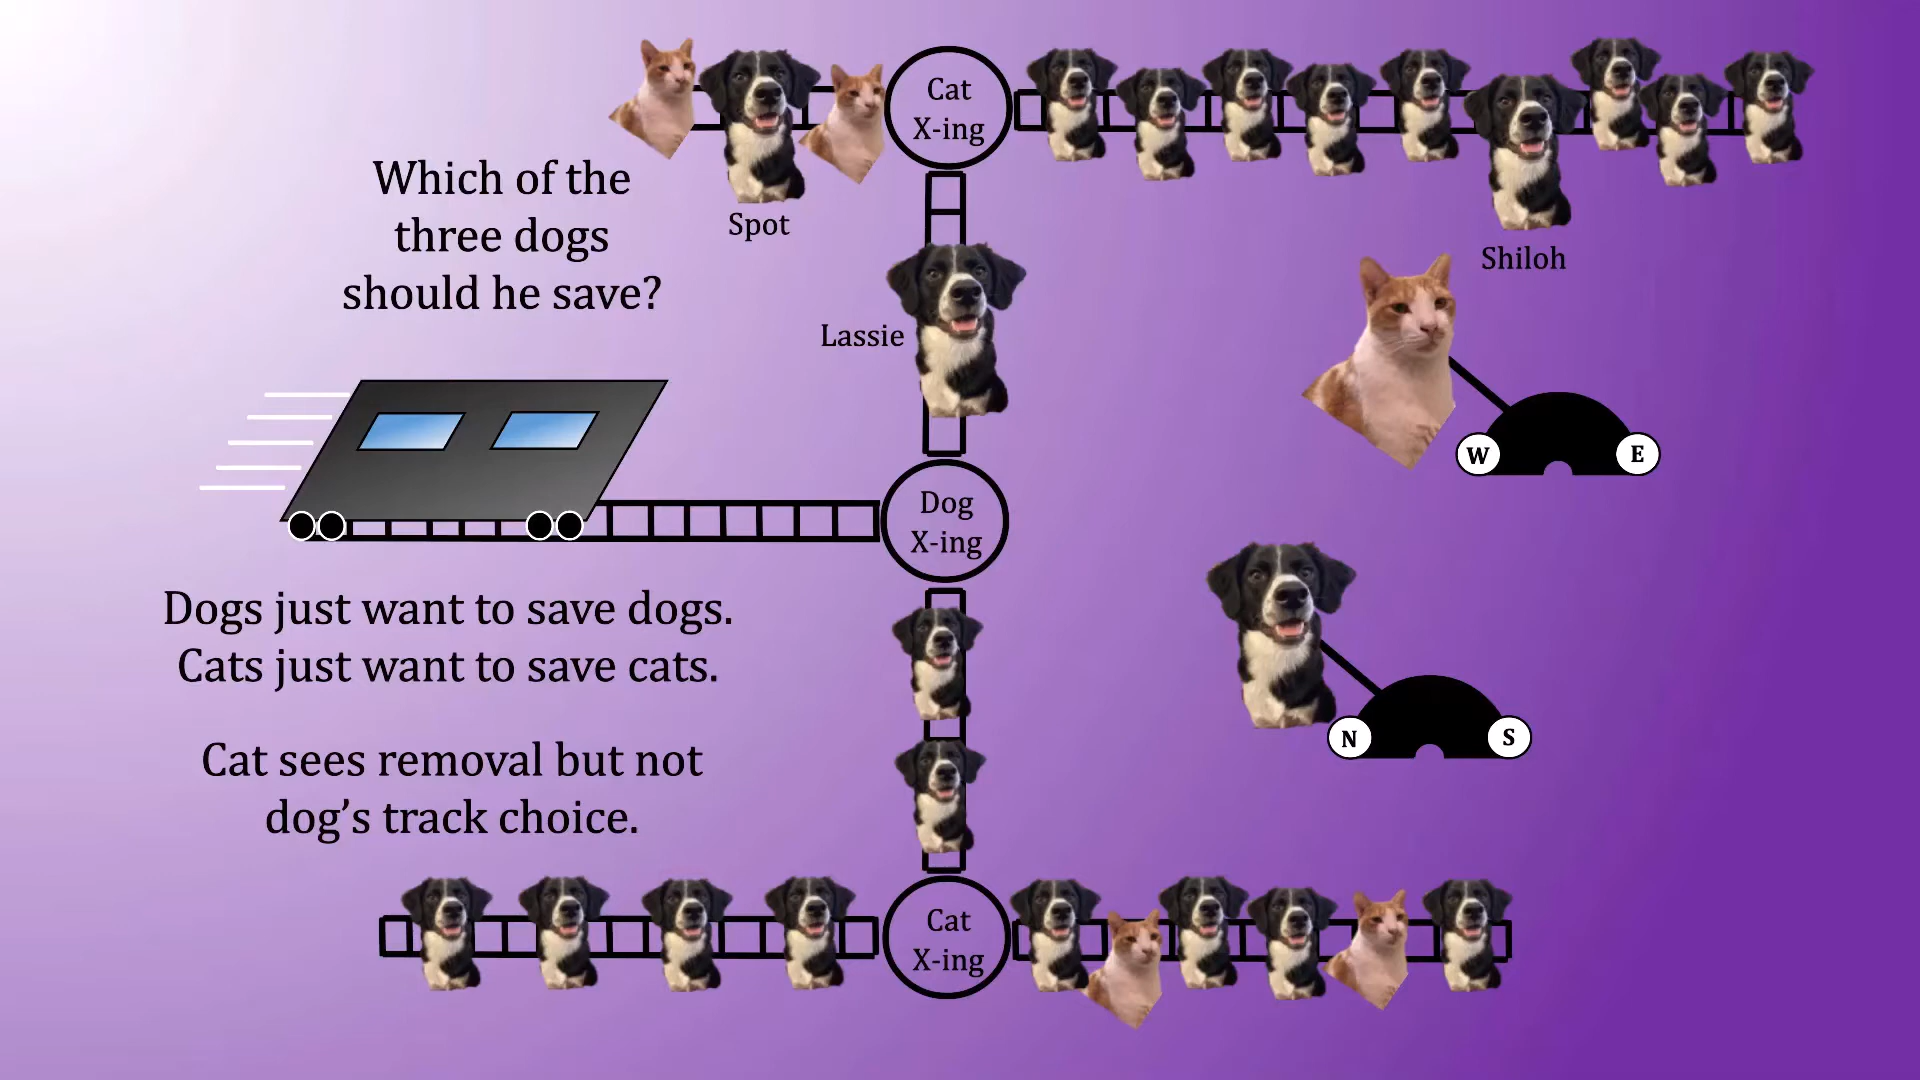 Cat
X-ing
Which of the
three dogs
should he save?
Spot
Shiloh
Lassie
W
E
Dog
X-ing
Dogs just want to save dogs.
Cats just want to save cats.
N
S
Cat sees removal but not
dog's track choice.
Cat
X-ing